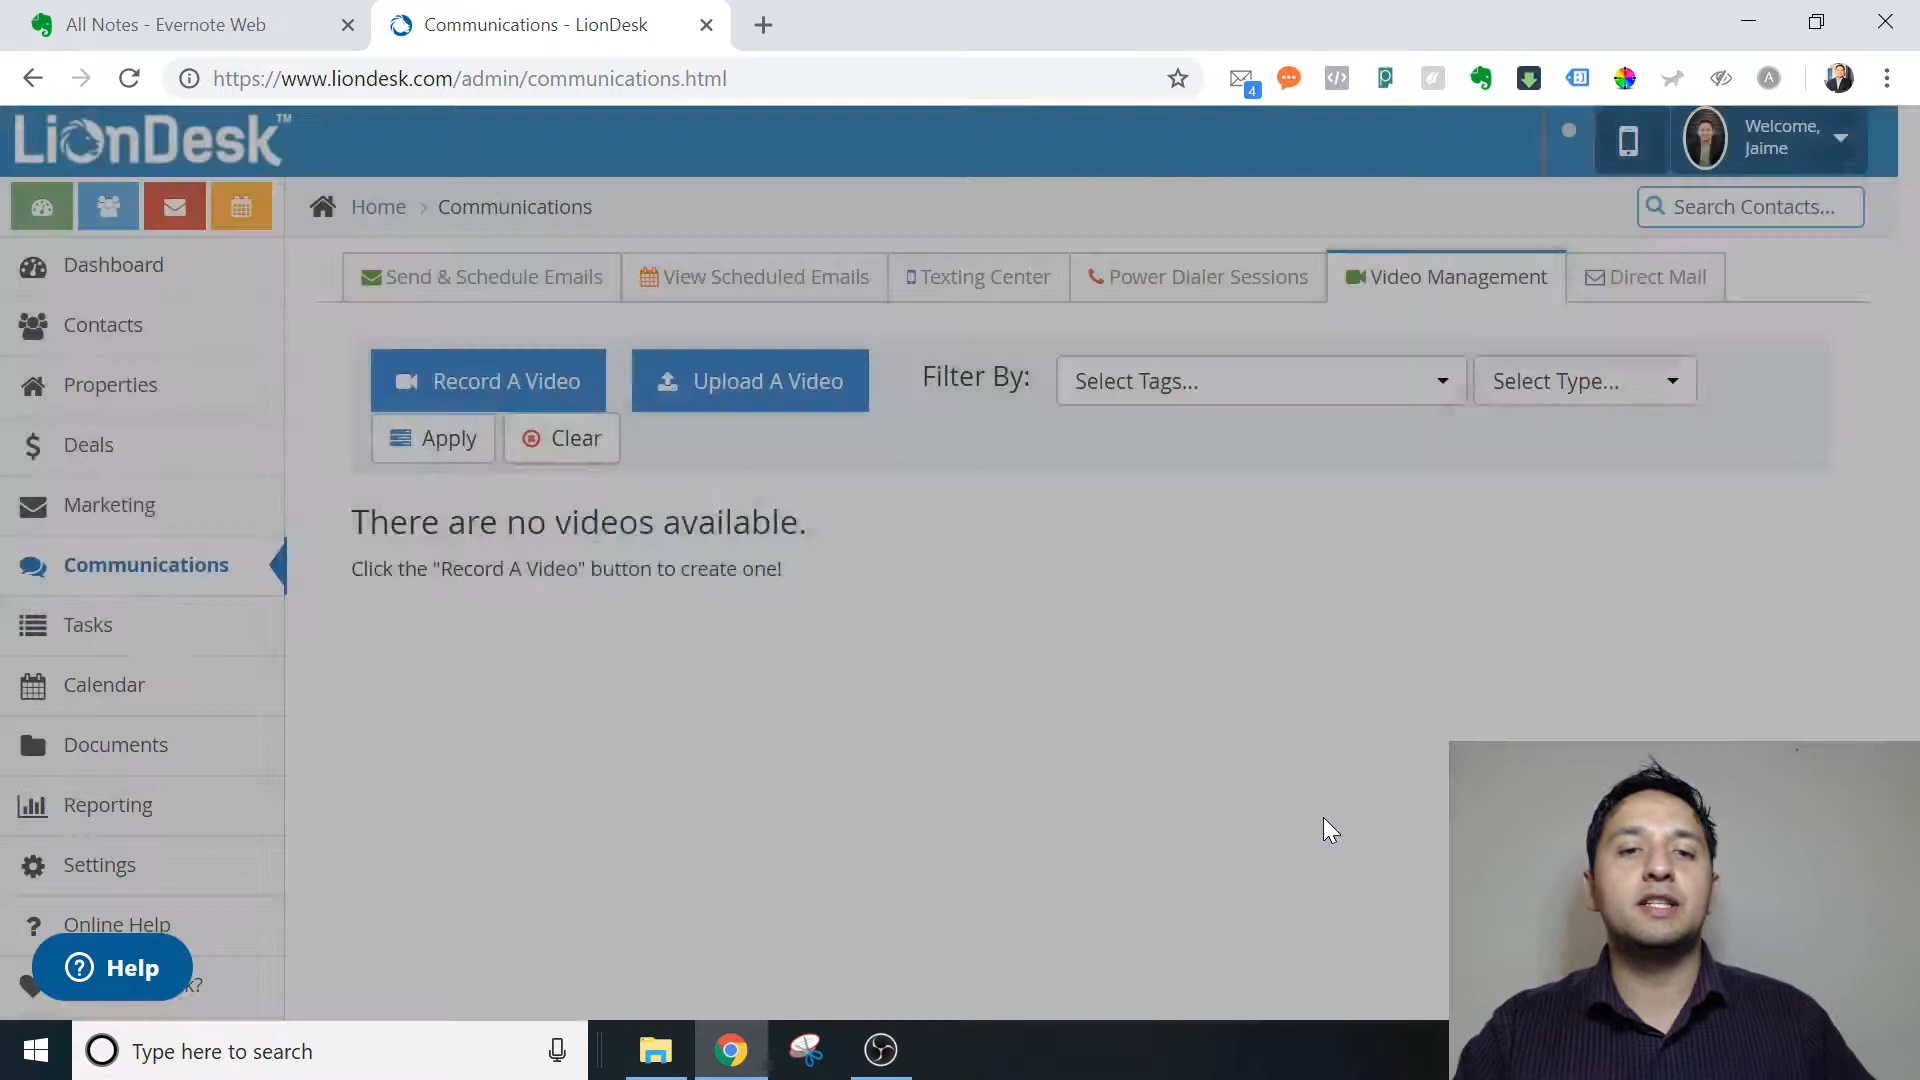 All Notes - Evernote Web
Communications - LionDesk
https://www.liondesk.com/admin/communications.html
4
A
LionDesk™
Welcome,
Jaime
Home > Communications
Search Contacts...
Dashboard
Contacts
Properties
Deals
Marketing
Communications
Tasks
Calendar
Documents
Reporting
Settings
Online Help
k?
Help
Send & Schedule Emails
View Scheduled Emails
Texting Center
Power Dialer Sessions
Video Management
Direct Mail
Record A Video
Upload A Video
Filter By:
Select Tags...
Select Type...
Apply
Clear
There are no videos available.
Click the "Record A Video" button to create one!
Type here to search